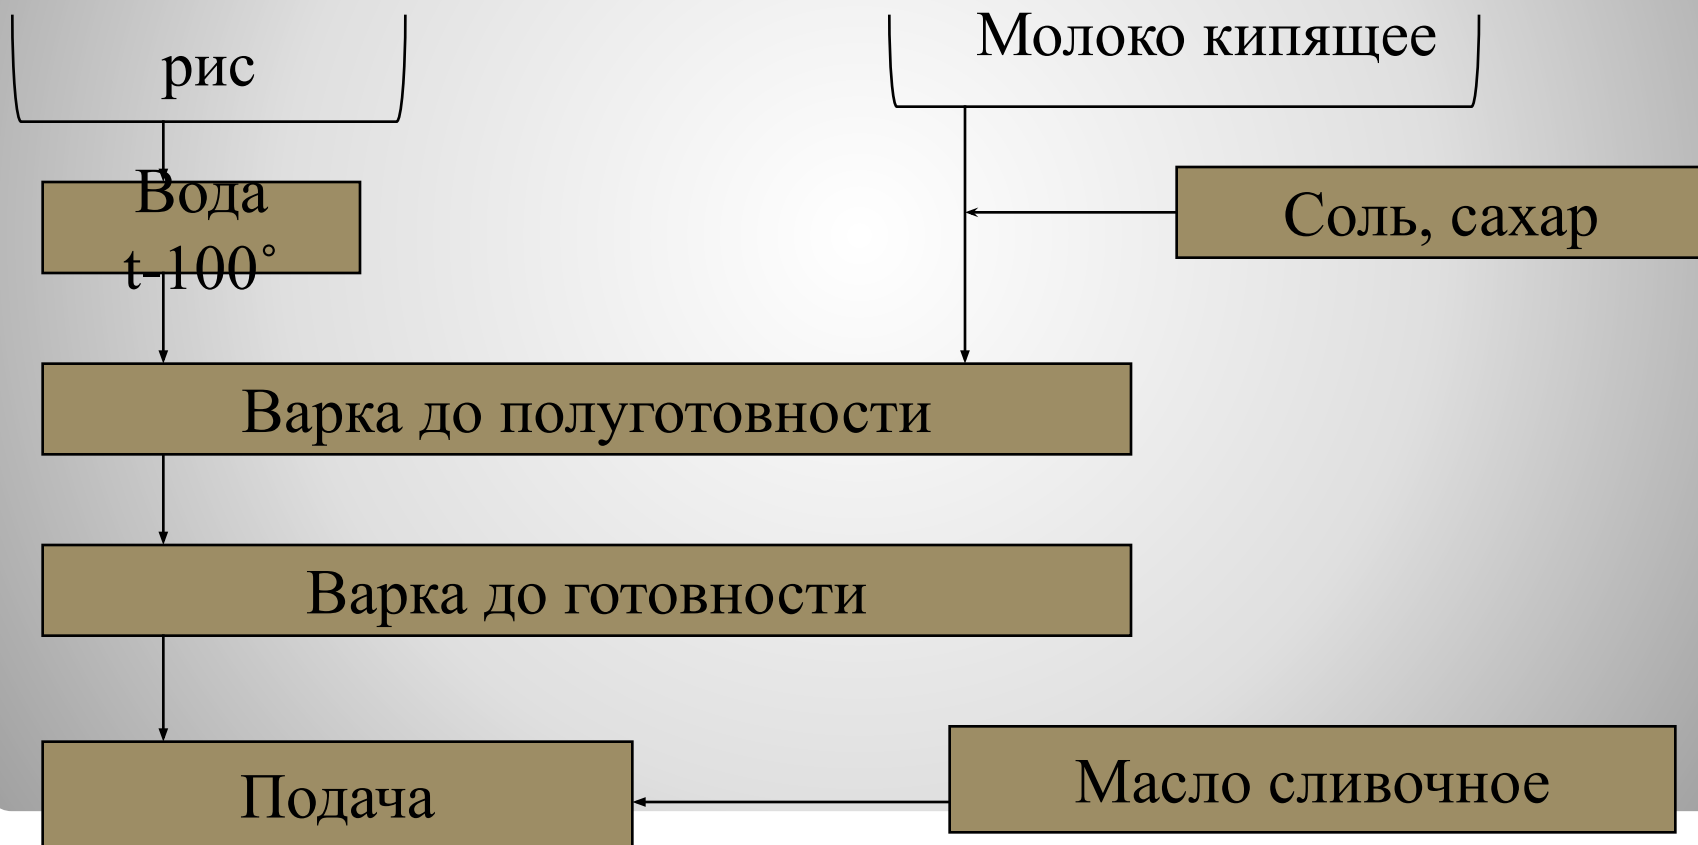 рис
Молоко кипящее
Вода
t-100˚
Соль, сахар
Варка до полуготовности
Варка до готовности
Подача
Масло сливочное